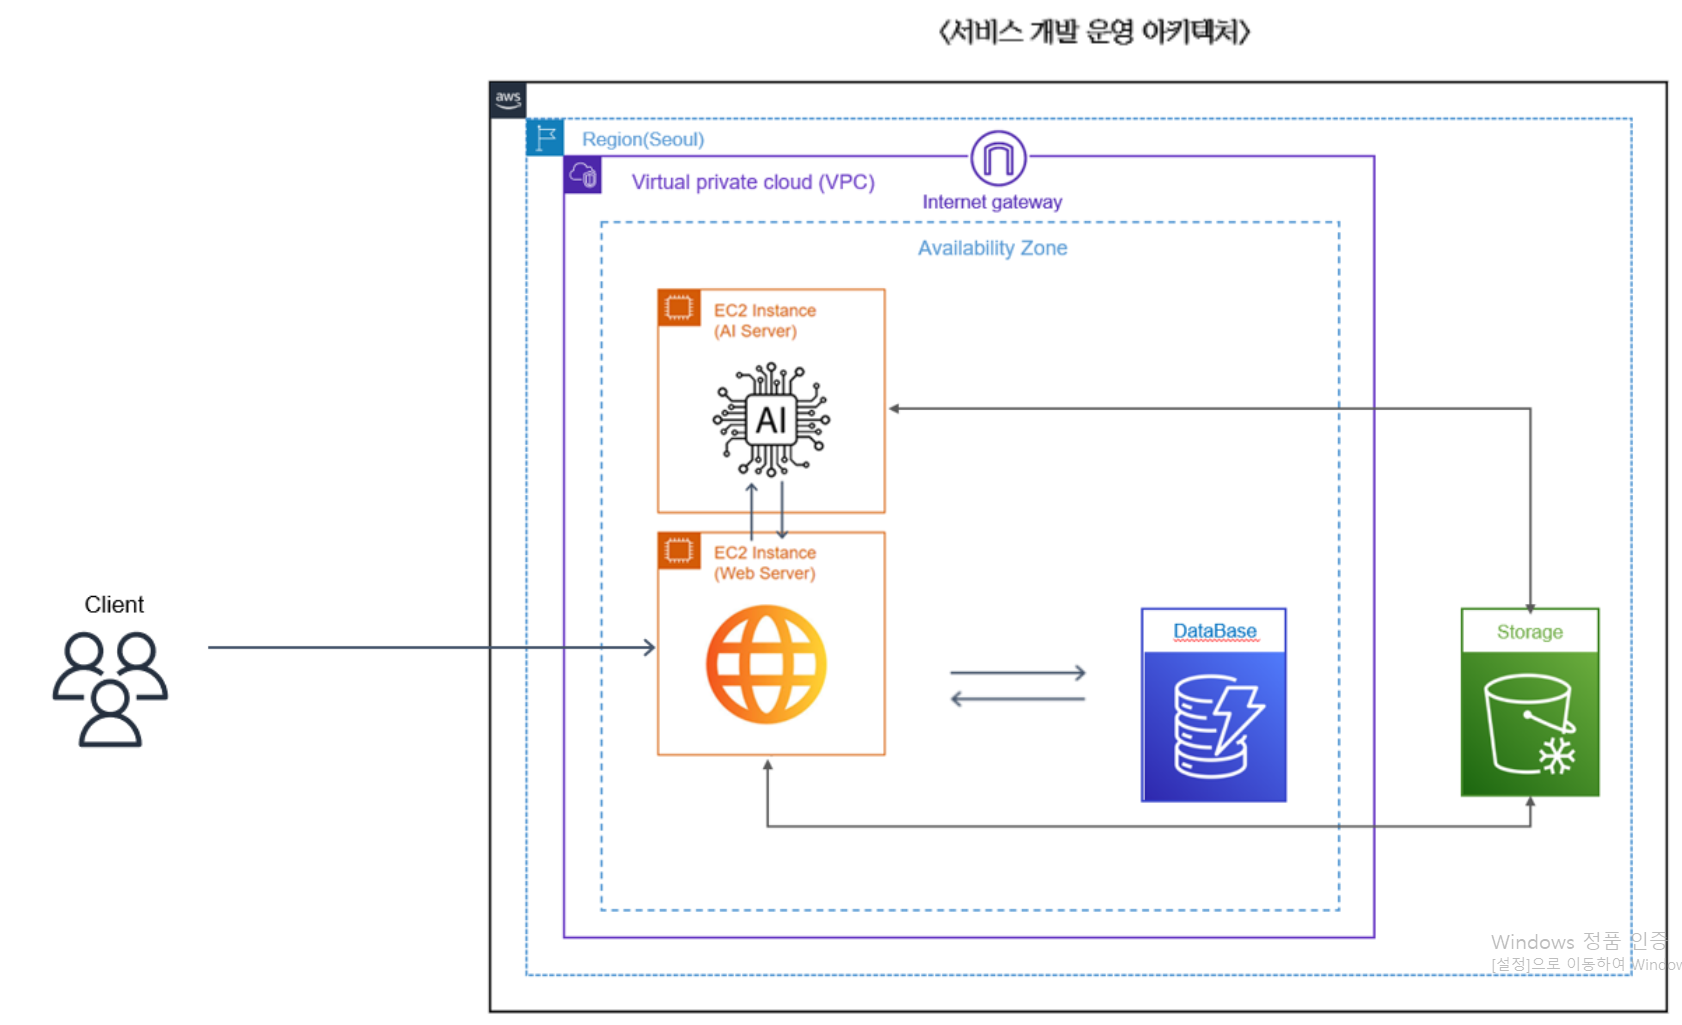 <서비스 개발 운영 아키텍처>
aws
Region(Seoul)
Virtual private cloud (VPC)
Internet gateway
Availability Zone
EC2 Instance
(AI Server)
AI
EC2 Instance
(Web Server)
Client
DataBase
Storage
Windows 정품 인증
[설정]으로 이동하여 Window